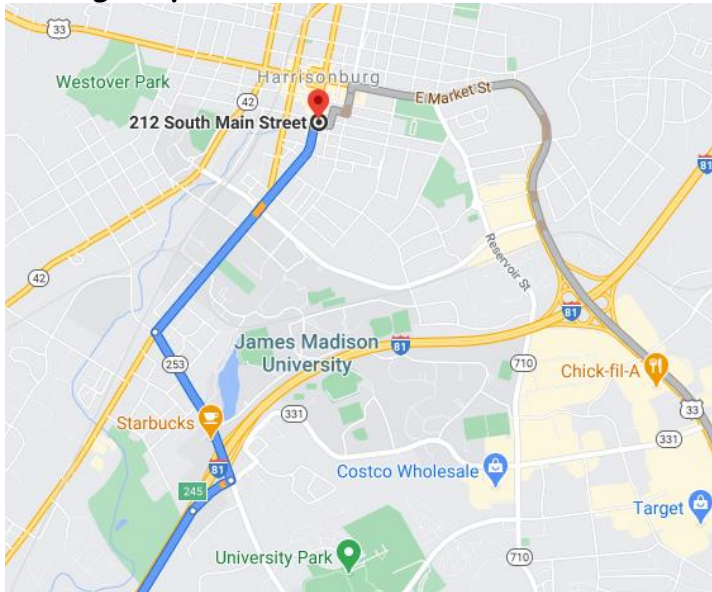 33
Westover Park
Harrisonburg
42
E Market St
212 South Main Street
81
Reservoir St
42
81
James Madison
University
81
253
710
Chick-fil-A
Starbucks
331
33
331
81
Costco Wholesale
245
Target
University Park
710